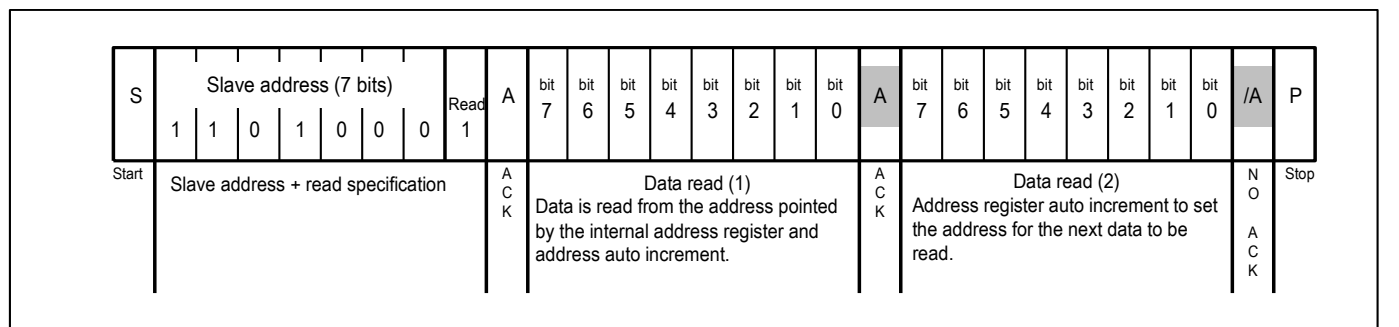 S Slave address (7 bits) Read A bit bit bit bit bit bit bit bit A bit bit bit bit bit bit bit bit /A P
1 1 0 1 0 0 0 1 7 6 5 4 3 2 1 0 7 6 5 4 3 2 1 0
Start Slave address + read specification ACK Data read (1) ACK Data read (2) NO ACK Stop
Data is read from the address pointed
by the internal address register and
address auto increment.
Address register auto increment to set
the address for the next data to be
read.